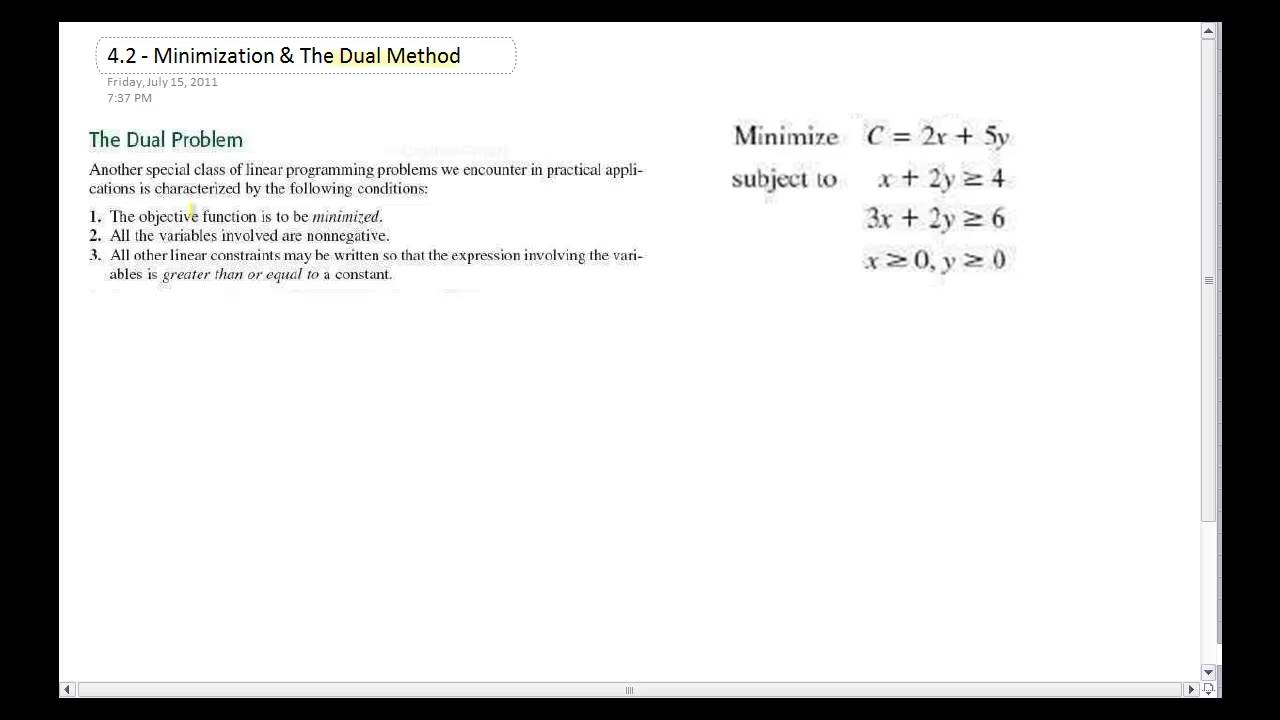 4.2 - Minimization & The Dual Method
Friday, July 15, 2011
7:37 PM
The Dual Problem
Another special class of linear programming problems we encounter in practical appli-
cations is characterized by the following conditions:
1. The objective function is to be minimized.
2. All the variables involved are nonnegative.
3. All other linear constraints may be written so that the expression involving the vari-
ables is greater than or equal to a constant.
Minimize C = 2x + 5y
subject to x + 2y ≥ 4
3x + 2y ≥ 6
x ≥ 0, y ≥ 0